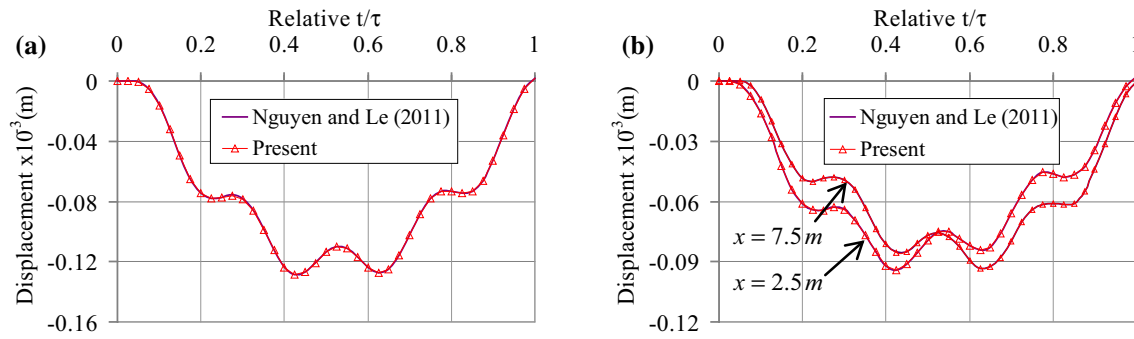 (a)
Relative t/τ
0 0.2 0.4 0.6 0.8 1
Displacement x10³(m)
0
-0.04
-0.08
-0.12
-0.16
Nguyen and Le (2011)
Present
(b)
Relative t/τ
0 0.2 0.4 0.6 0.8 1
Displacement x10³(m)
0
-0.03
-0.06
-0.09
-0.12
Nguyen and Le (2011)
Present
x = 7.5 m
x = 2.5 m